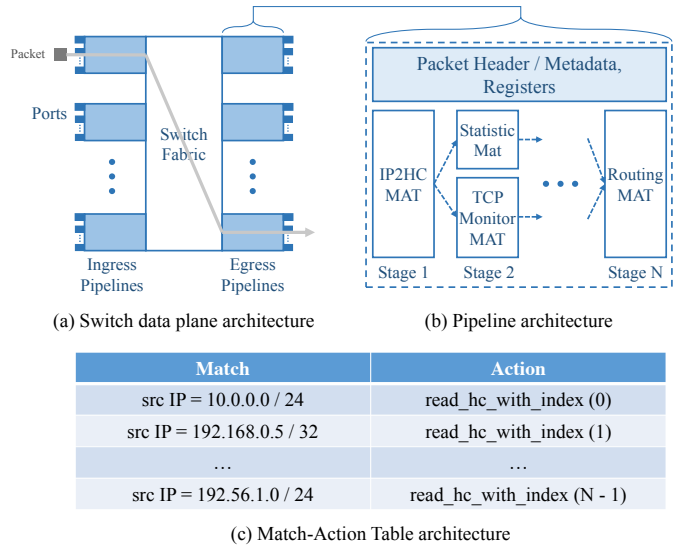 Packet
Ports
Switch
Fabric
Ingress
Pipelines
Egress
Pipelines
(a) Switch data plane architecture
Packet Header / Metadata,
Registers
IP2HC
MAT
Statistic
Mat
TCP
Monitor
MAT
Routing
MAT
Stage 1
Stage 2
Stage N
(b) Pipeline architecture
Match Action
src IP = 10.0.0.0 / 24 read_hc_with_index (0)
src IP = 192.168.0.5 / 32 read_hc_with_index (1)
… …
src IP = 192.56.1.0 / 24 read_hc_with_index (N - 1)
(c) Match-Action Table architecture